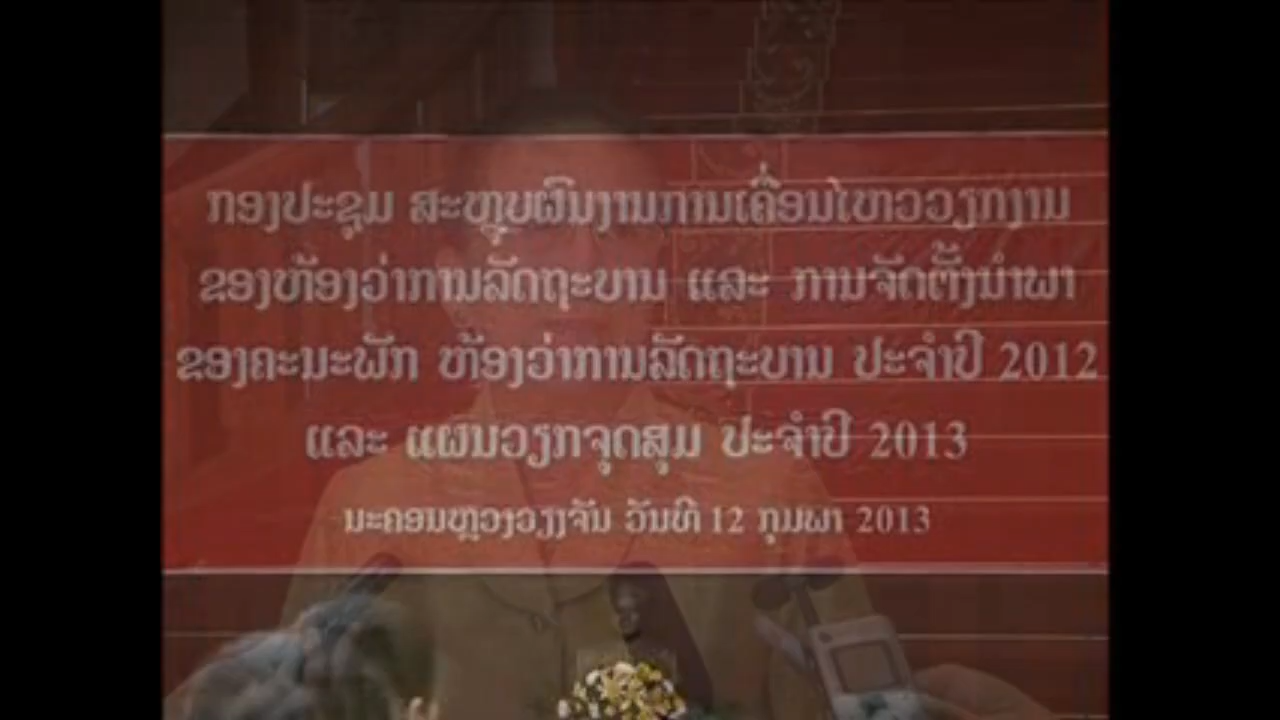 ກອງປະຊຸມ ສະຫຼຸບຜົນງານການເຄື່ອນໄຫວວຽກງານ
ຂອງຫ້ອງວ່າການລັດຖະບານ ແລະ ການຈັດຕັ້ງນຳພາ
ຂອງຄະນະພັກ ຫ້ອງວ່າການລັດຖະບານ ປະຈຳປີ 2012
ແລະ ແຜນວຽກຈຸດສຸມ ປະຈຳປີ 2013
ນະຄອນຫຼວງວຽງຈັນ ວັນທີ 12 ກຸມພາ 2013